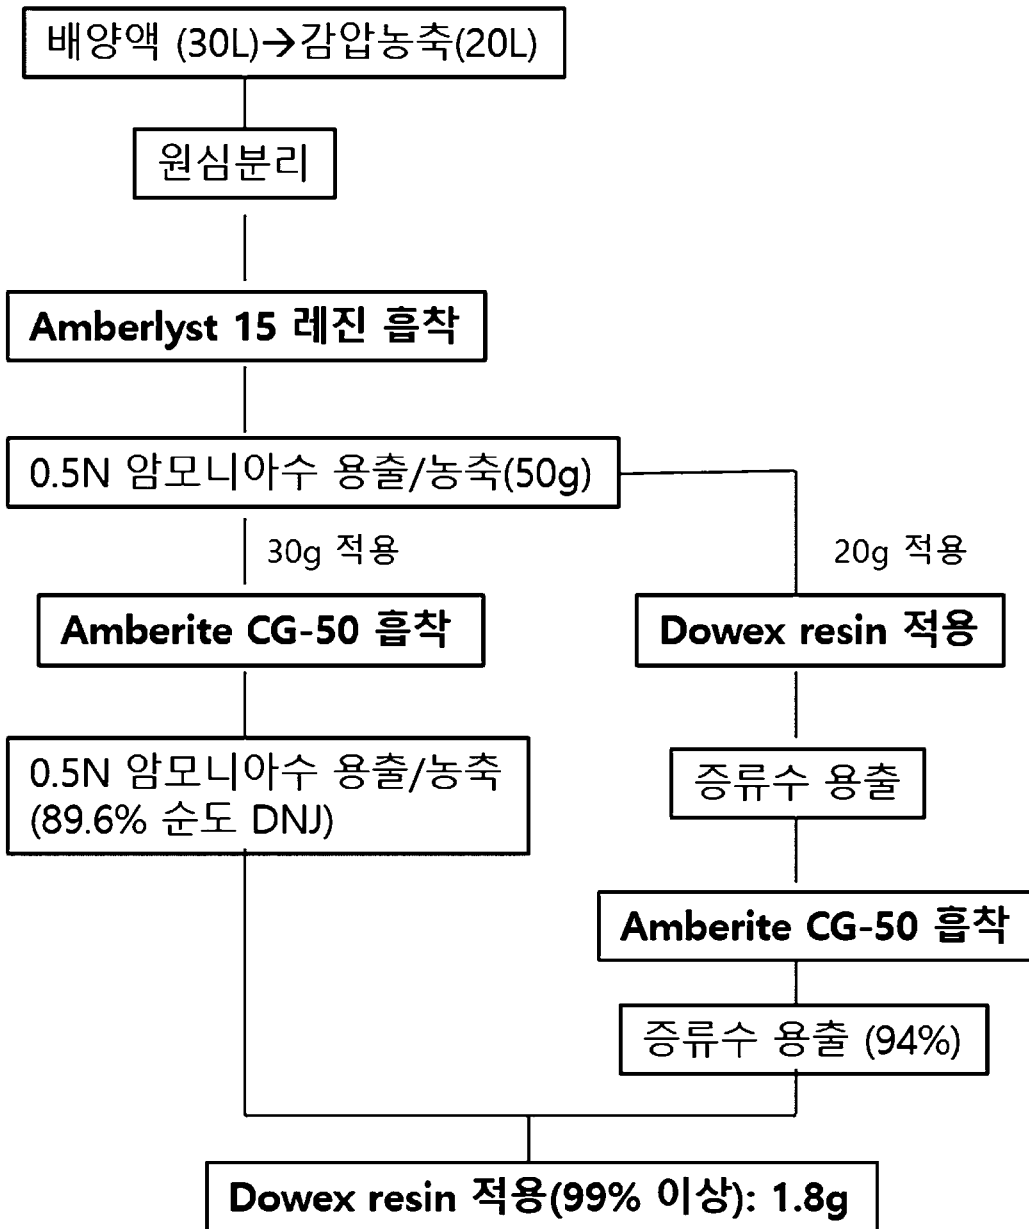 배양액 (30L)→감압농축(20L)
원심분리
Amberlyst 15 레진 흡착
0.5N 암모니아수 용출/농축(50g)
30g 적용
20g 적용
Amberite CG-50 흡착
Dowex resin 적용
0.5N 암모니아수 용출/농축
(89.6% 순도 DNJ)
증류수 용출
Amberite CG-50 흡착
증류수 용출 (94%)
Dowex resin 적용(99% 이상): 1.8g